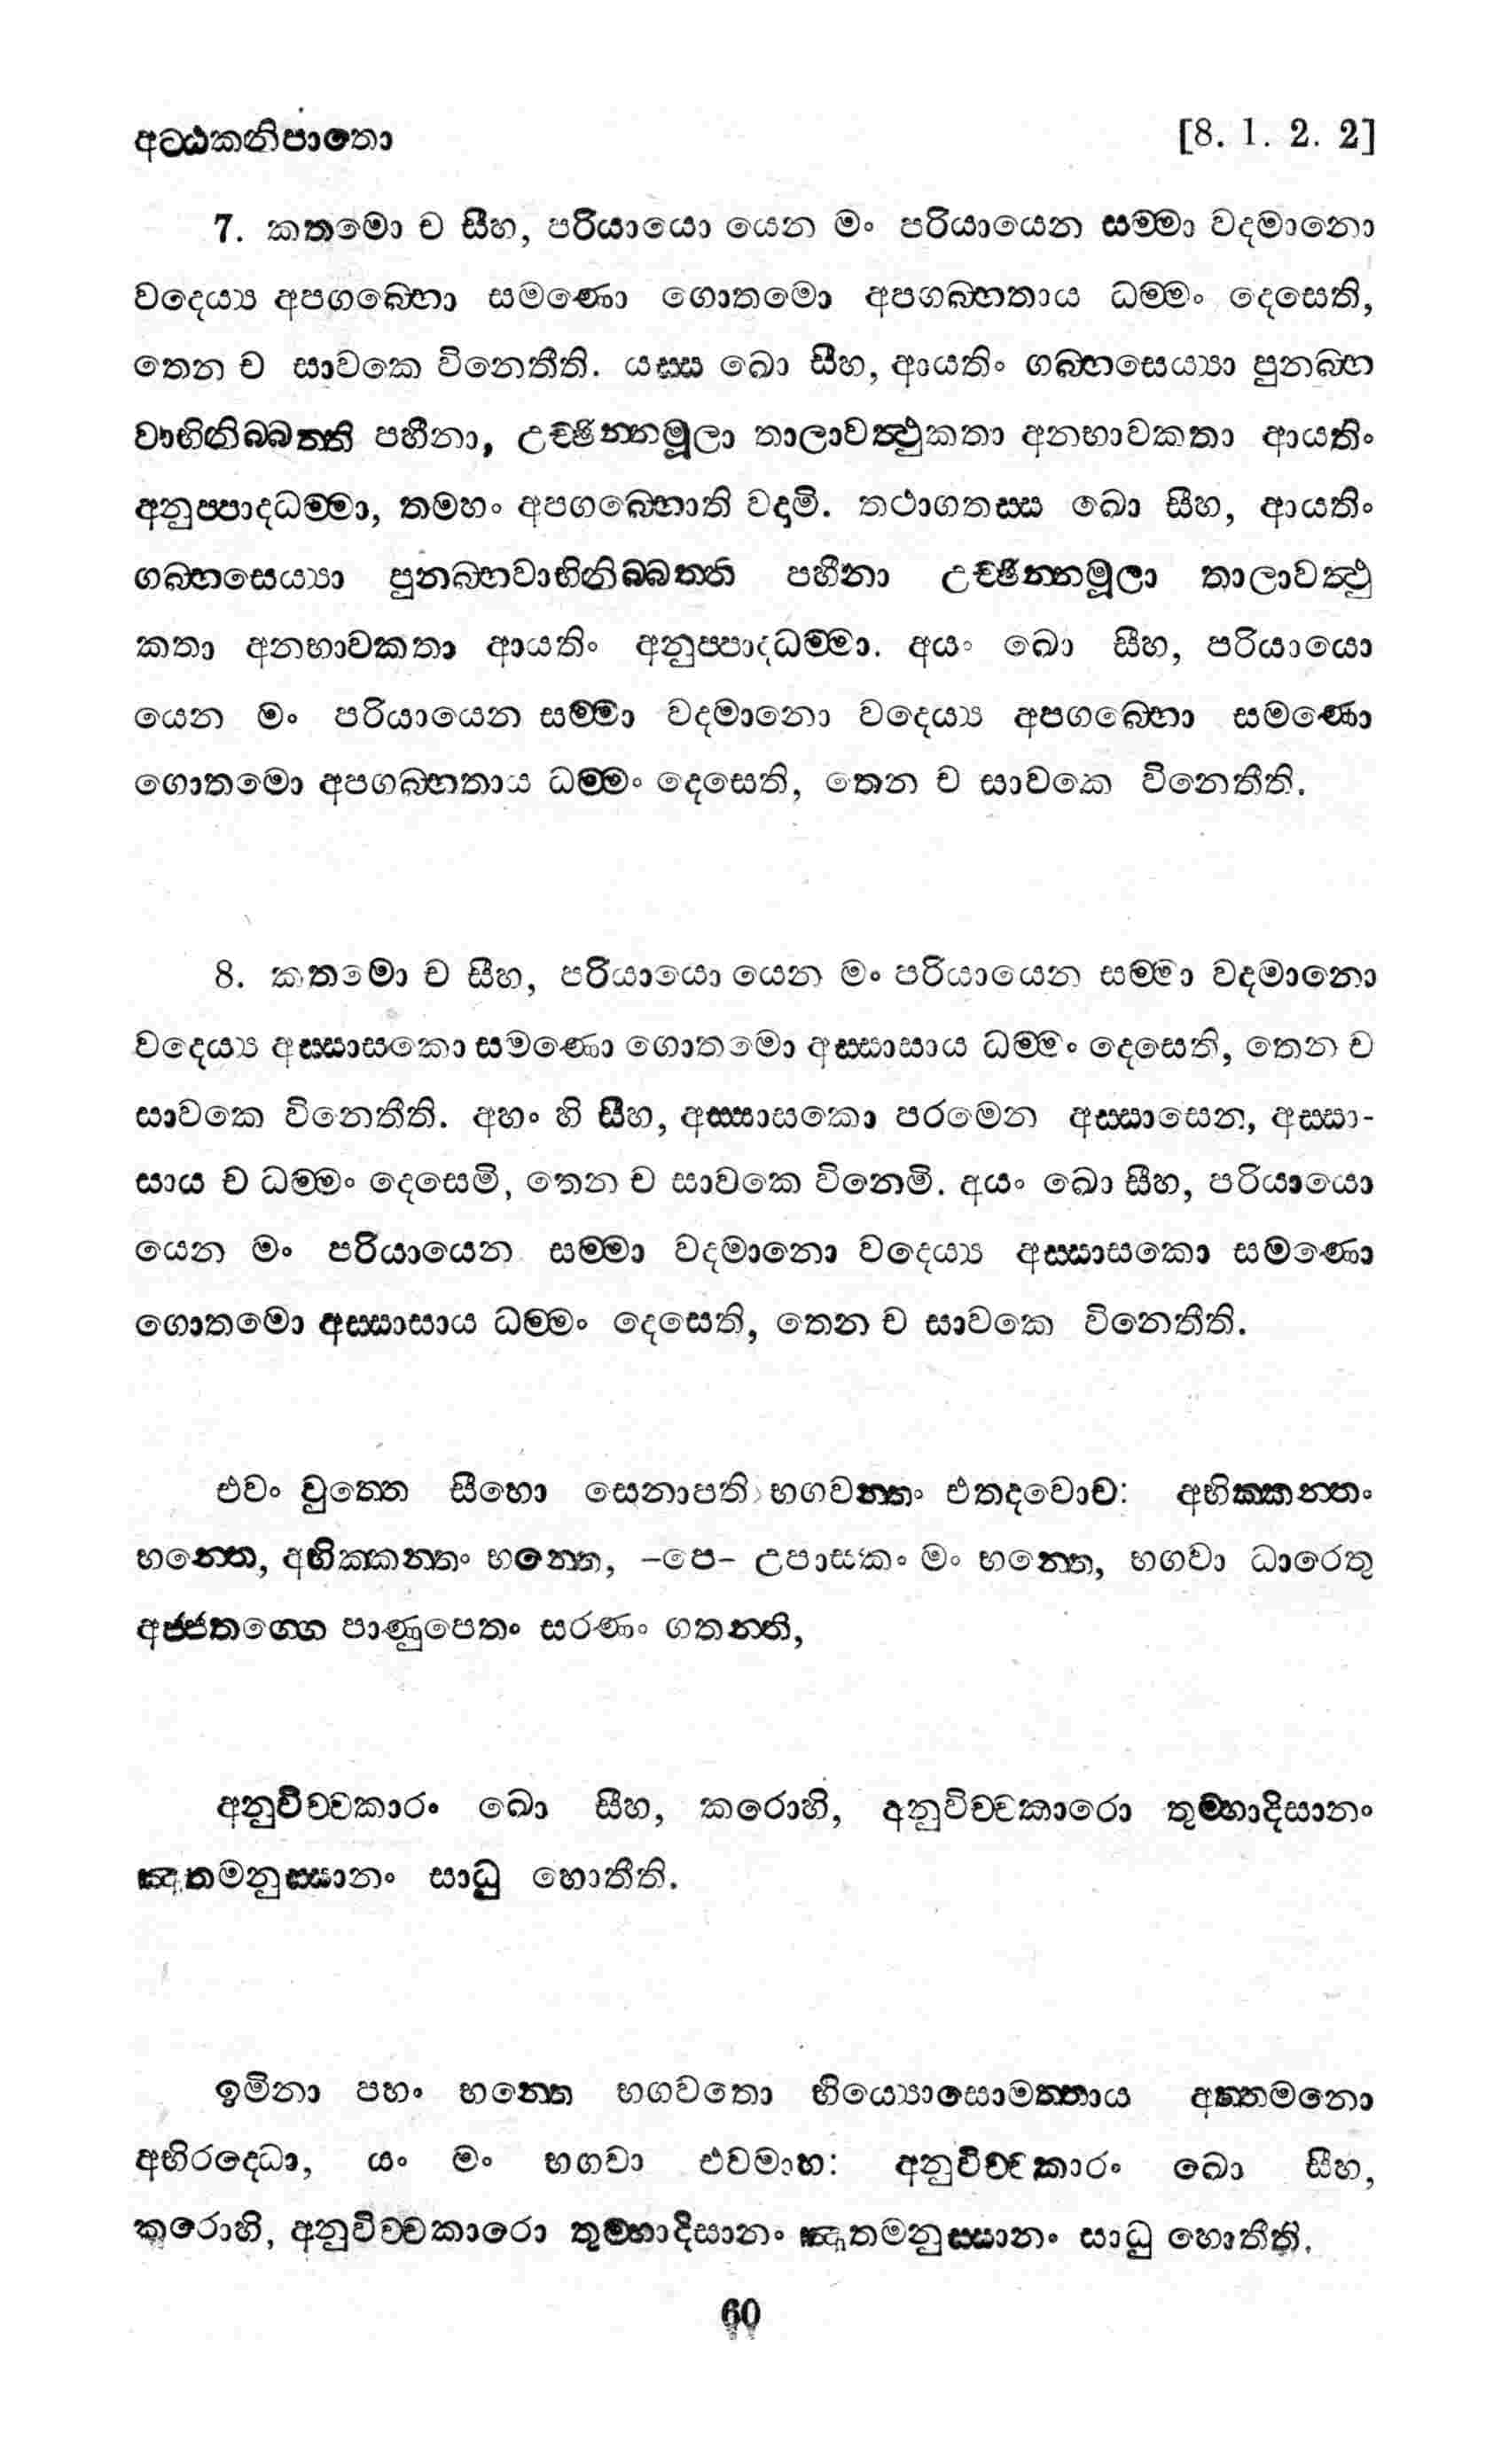 අට්ඨකනිපාතො [8. 1. 2. 2]
7. කතමො ච සීහ, පරියායො යෙන මං පරියායෙන සම්මා වදමානො
වදෙය්‍ය අපගබ්භො සමණො ගොතමො අපගබ්භතාය ධම්මං දෙසෙති,
තෙන ච සාවකෙ විනෙතීති. යස්ස ඛො සීහ, ආයතිං ගබ්භසෙය්‍යා පුනබ්භ
වාභිනිබ්බත්ති පහීනා, උච්ඡින්නමූලා තාලාවත්ථුකතා අනභාවකතා ආයතිං
අනුප්පාදධම්මා, තමහං අපගබ්භොති වදාමි. තථාගතස්ස ඛො සීහ, ආයතිං
ගබ්භසෙය්‍යා පුනබ්භවාභිනිබ්බත්ති පහීනා උච්ඡින්නමූලා තාලාවත්ථු
කතා අනභාවකතා ආයතිං අනුප්පාදධම්මා. අයං ඛො සීහ, පරියායො
යෙන මං පරියායෙන සම්මා වදමානො වදෙය්‍ය අපගබ්භො සමණො
ගොතමො අපගබ්භතාය ධම්මං දෙසෙති, තෙන ච සාවකෙ විනෙතීති.
8. කතමො ච සීහ, පරියායො යෙන මං පරියායෙන සම්මා වදමානො
වදෙය්‍ය අස්සාසකො සමණො ගොතමො අස්සාසාය ධම්මං දෙසෙති, තෙන ච
සාවකෙ විනෙතීති. අහං හි සීහ, අස්සාසකො පරමෙන අස්සාසෙන, අස්සා-
සාය ච ධම්මං දෙසෙමි, තෙන ච සාවකෙ විනෙමි. අයං ඛො සීහ, පරියායො
යෙන මං පරියායෙන සම්මා වදමානො වදෙය්‍ය අස්සාසකො සමණො
ගොතමො අස්සාසාය ධම්මං දෙසෙති, තෙන ච සාවකෙ විනෙතීති.
එවං වුත්තෙ සීහො සෙනාපති භගවන්තං එතදවොච: අභික්කන්තං
භන්තෙ, අභික්කන්තං භන්තෙ, –පෙ– උපාසකං මං භන්තෙ, භගවා ධාරෙතු
අජ්ජතග්ගෙ පාණුපෙතං සරණං ගතන්ති,
අනුවිච්චකාරං ඛො සීහ, කරොහි, අනුවිච්චකාරො තුම්හාදිසානං
ඤාතමනුස්සානං සාධු හොතීති.
ඉමිනා පහං භන්තෙ භගවතො භිය්‍යොසොමත්තාය අත්තමනො
අභිරද්ධො, යං මං භගවා එවමාහ: අනුවිච්චකාරං ඛො සීහ,
කරොහි, අනුවිච්චකාරො තුම්හාදිසානං ඤාතමනුස්සානං සාධු හොතීති.
60